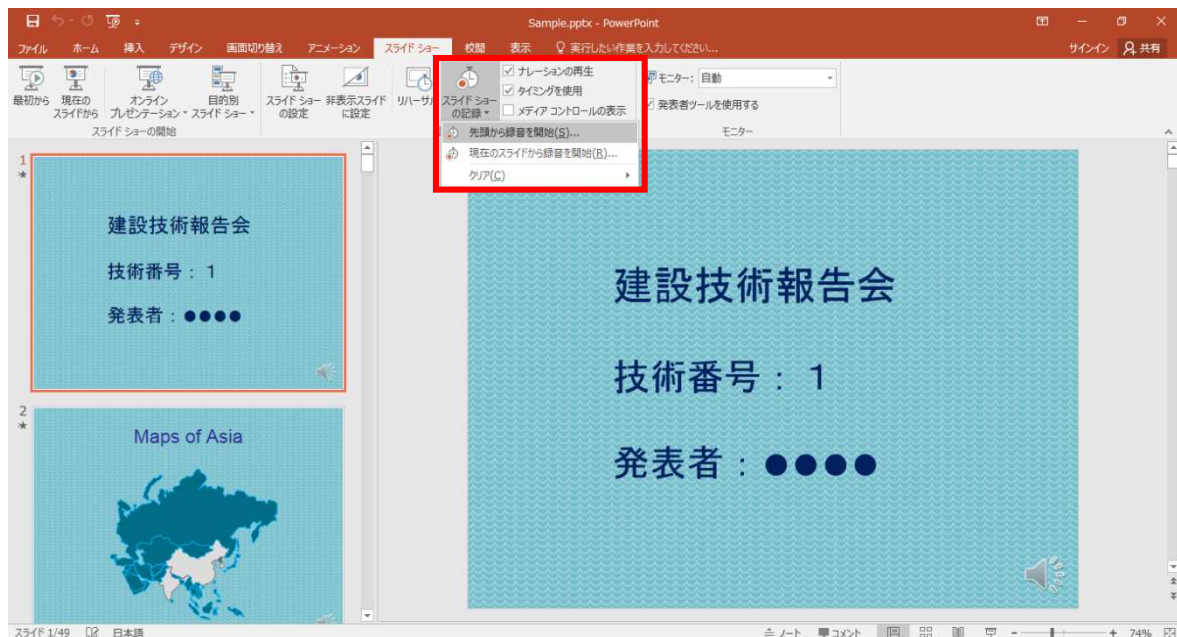 Sample.pptx - PowerPoint
ファイル ホーム 挿入 デザイン 画面切り替え アニメーション スライド ショー 校閲 表示 実行したい作業を入力してください... サインイン 共有
最初から
現在の
スライドから
オンライン
プレゼンテーション
目的別
スライド ショー
スライド ショーの開始
スライド ショー
の設定
非表示スライド
に設定
リハーサル
スライド ショー
の記録
ナレーションの再生
タイミングを使用
メディア コントロールの表示
先頭から録音を開始(S)...
現在のスライドから録音を開始(R)...
クリア(C)
モニター: 自動
発表者ツールを使用する
モニター
1
建設技術報告会
技術番号：1
発表者：●●●●
2
Maps of Asia
建設技術報告会
技術番号：1
発表者：●●●●
スライド 1/49 日本語 ノート コメント 74%